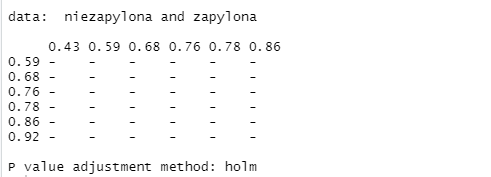 data:  niezapylona and zapylona
     0.43 0.59 0.68 0.76 0.78 0.86
0.59 -    -    -    -    -    -
0.68 -    -    -    -    -    -
0.76 -    -    -    -    -    -
0.78 -    -    -    -    -    -
0.86 -    -    -    -    -    -
0.92 -    -    -    -    -    -
P value adjustment method: holm